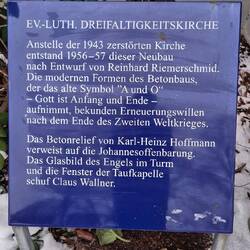 EV.-LUTH. DREIFALTIGKEITSKIRCHE
Anstelle der 1943 zerstörten Kirche
entstand 1956-57 dieser Neubau
nach Entwurf von Reinhard Riemerschmid.
Die modernen Formen des Betonbaus,
der das alte Symbol "A und O"
- Gott ist Anfang und Ende -
aufnimmt, bekunden Erneuerungswillen
nach dem Ende des Zweiten Weltkrieges.
Das Betonrelief von Karl-Heinz Hoffmann
verweist auf die Johannesoffenbarung.
Das Glasbild des Engels im Turm
und die Fenster der Taufkapelle
schuf Claus Wallner.